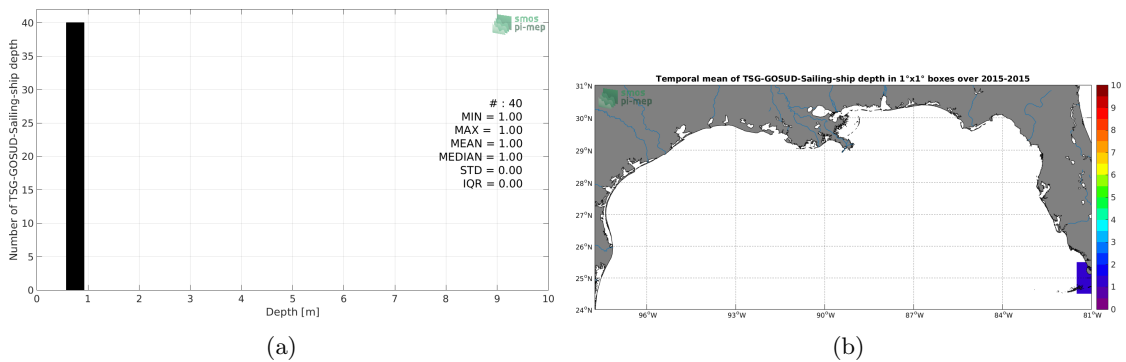 40
35
30
25
20
15
10
5
0
Number of TSG-GOSUD-Sailing-ship depth
smos
pi-mep
# : 40
MIN = 1.00
MAX = 1.00
MEAN = 1.00
MEDIAN = 1.00
STD = 0.00
IQR = 0.00
0 1 2 3 4 5 6 7 8 9 10
Depth [m]
(a)
Temporal mean of TSG-GOSUD-Sailing-ship depth in 1°x1° boxes over 2015-2015
smos
pi-mep
31°N
30°N
29°N
28°N
27°N
26°N
25°N
24°N
96°W 93°W 90°W 87°W 84°W 81°W
10
9
8
7
6
5
4
3
2
1
0
(b)